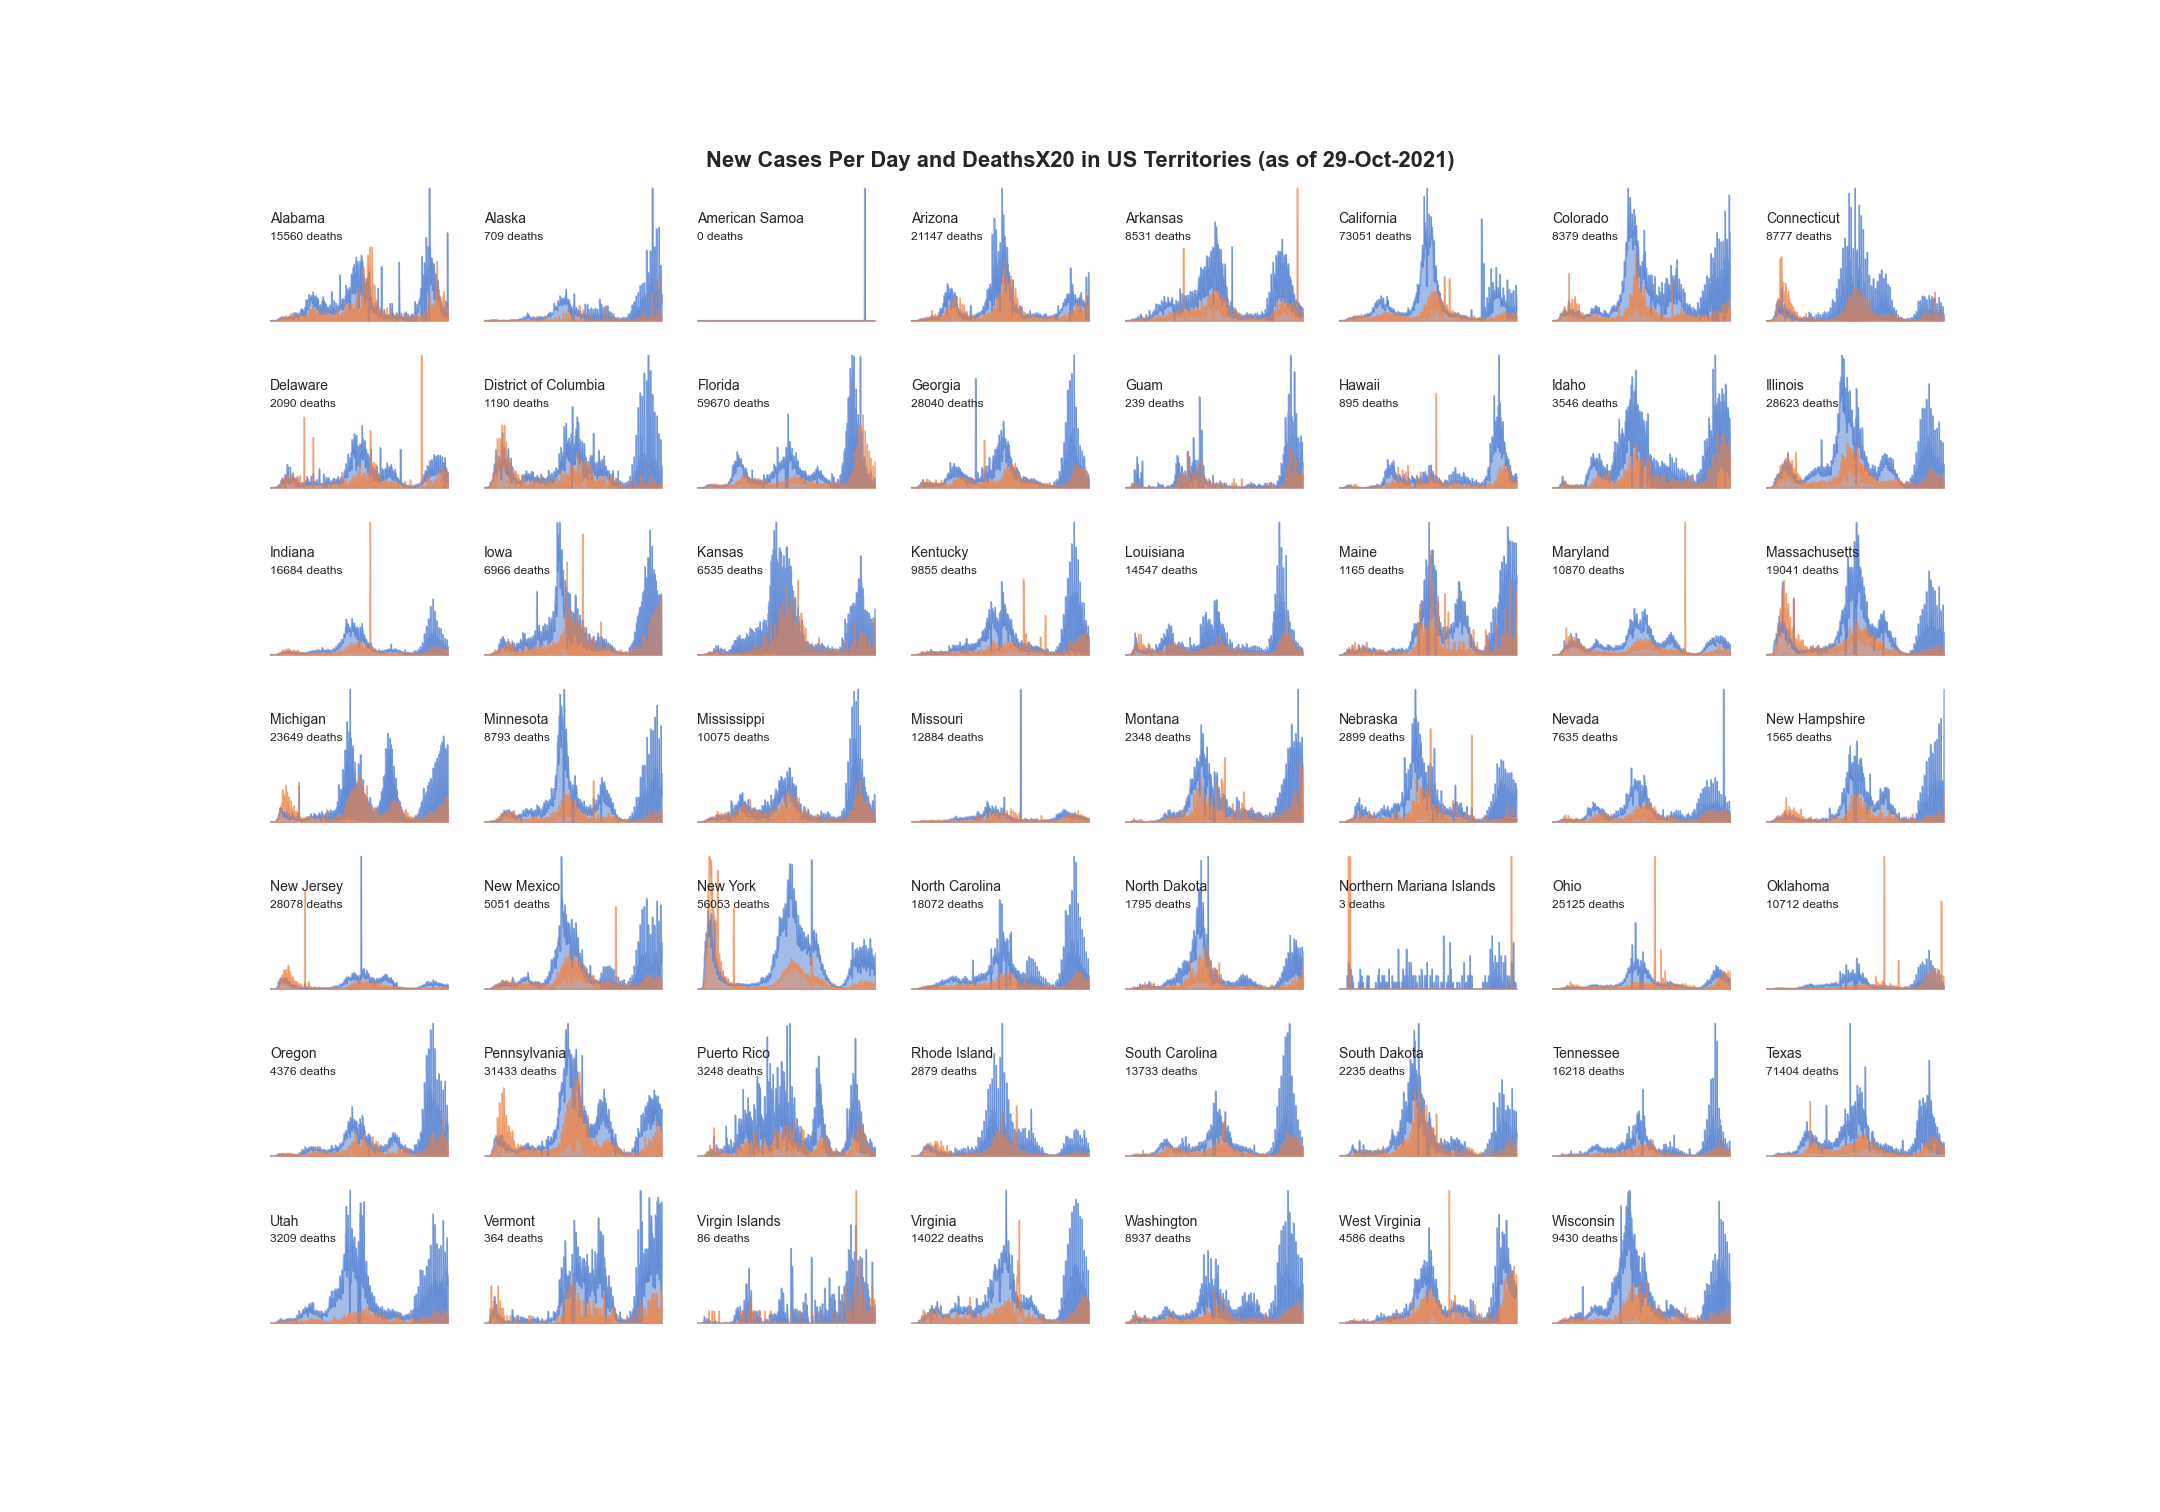 New Cases Per Day and DeathsX20 in US Territories (as of 29-Oct-2021)
Alabama
15560 deaths
Alaska
709 deaths
American Samoa
0 deaths
Arizona
21147 deaths
Arkansas
8531 deaths
California
73051 deaths
Colorado
8379 deaths
Connecticut
8777 deaths
Delaware
2090 deaths
District of Columbia
1190 deaths
Florida
59670 deaths
Georgia
28040 deaths
Guam
239 deaths
Hawaii
895 deaths
Idaho
3546 deaths
Illinois
28623 deaths
Indiana
16684 deaths
Iowa
6966 deaths
Kansas
6535 deaths
Kentucky
9855 deaths
Louisiana
14547 deaths
Maine
1165 deaths
Maryland
10870 deaths
Massachusetts
19041 deaths
Michigan
23649 deaths
Minnesota
8793 deaths
Mississippi
10075 deaths
Missouri
12884 deaths
Montana
2348 deaths
Nebraska
2899 deaths
Nevada
7635 deaths
New Hampshire
1565 deaths
New Jersey
28078 deaths
New Mexico
5051 deaths
New York
56053 deaths
North Carolina
18072 deaths
North Dakota
1795 deaths
Northern Mariana Islands
3 deaths
Ohio
25125 deaths
Oklahoma
10712 deaths
Oregon
4376 deaths
Pennsylvania
31433 deaths
Puerto Rico
3248 deaths
Rhode Island
2879 deaths
South Carolina
13733 deaths
South Dakota
2235 deaths
Tennessee
16218 deaths
Texas
71404 deaths
Utah
3209 deaths
Vermont
364 deaths
Virgin Islands
86 deaths
Virginia
14022 deaths
Washington
8937 deaths
West Virginia
4586 deaths
Wisconsin
9430 deaths